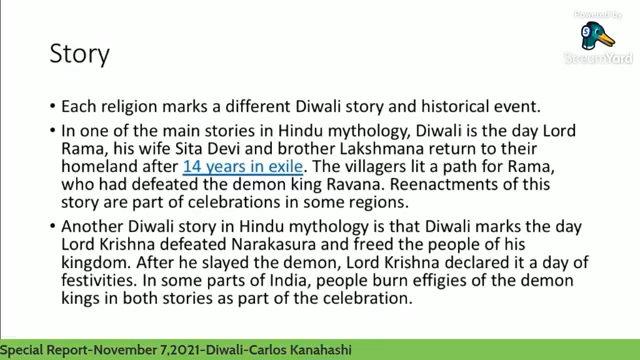 Powered by
StreamYard
Story
• Each religion marks a different Diwali story and historical event.
• In one of the main stories in Hindu mythology, Diwali is the day Lord
Rama, his wife Sita Devi and brother Lakshmana return to their
homeland after 14 years in exile. The villagers lit a path for Rama,
who had defeated the demon king Ravana. Reenactments of this
story are part of celebrations in some regions.
• Another Diwali story in Hindu mythology is that Diwali marks the day
Lord Krishna defeated Narakasura and freed the people of his
kingdom. After he slayed the demon, Lord Krishna declared it a day of
festivities. In some parts of India, people burn effigies of the demon
kings in both stories as part of the celebration.
Special Report-November 7,2021-Diwali-Carlos Kanahashi